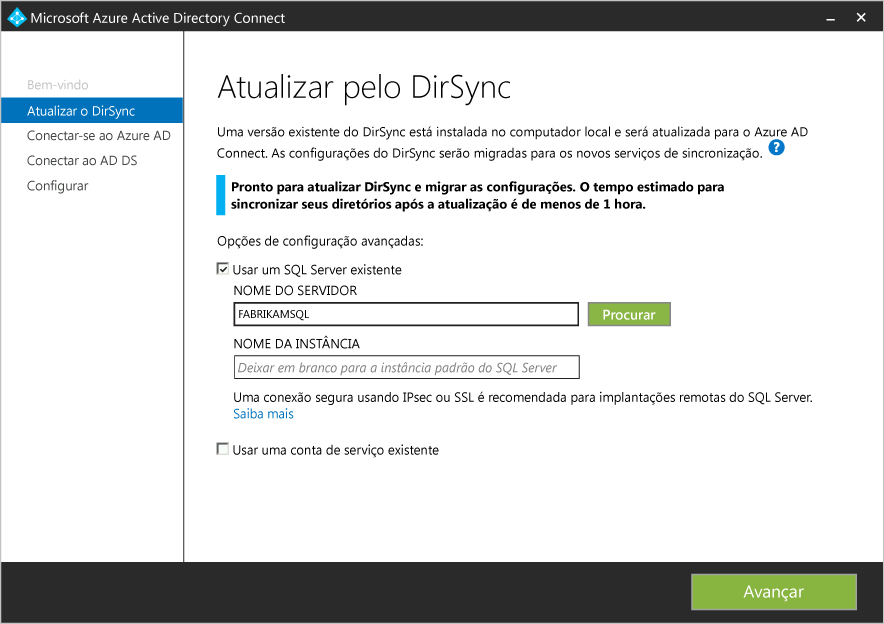 Microsoft Azure Active Directory Connect
Bem-vindo
Atualizar o DirSync
Conectar-se ao Azure AD
Conectar ao AD DS
Configurar
Atualizar pelo DirSync
Uma versão existente do DirSync está instalada no computador local e será atualizada para o Azure AD
Connect. As configurações do DirSync serão migradas para os novos serviços de sincronização. ?
Pronto para atualizar DirSync e migrar as configurações. O tempo estimado para
sincronizar seus diretórios após a atualização é de menos de 1 hora.
Opções de configuração avançadas:
Usar um SQL Server existente
NOME DO SERVIDOR
FABRIKAMSQL
Procurar
NOME DA INSTÂNCIA
Deixar em branco para a instância padrão do SQL Server
Uma conexão segura usando IPsec ou SSL é recomendada para implantações remotas do SQL Server.
Saiba mais
Usar uma conta de serviço existente
Avançar